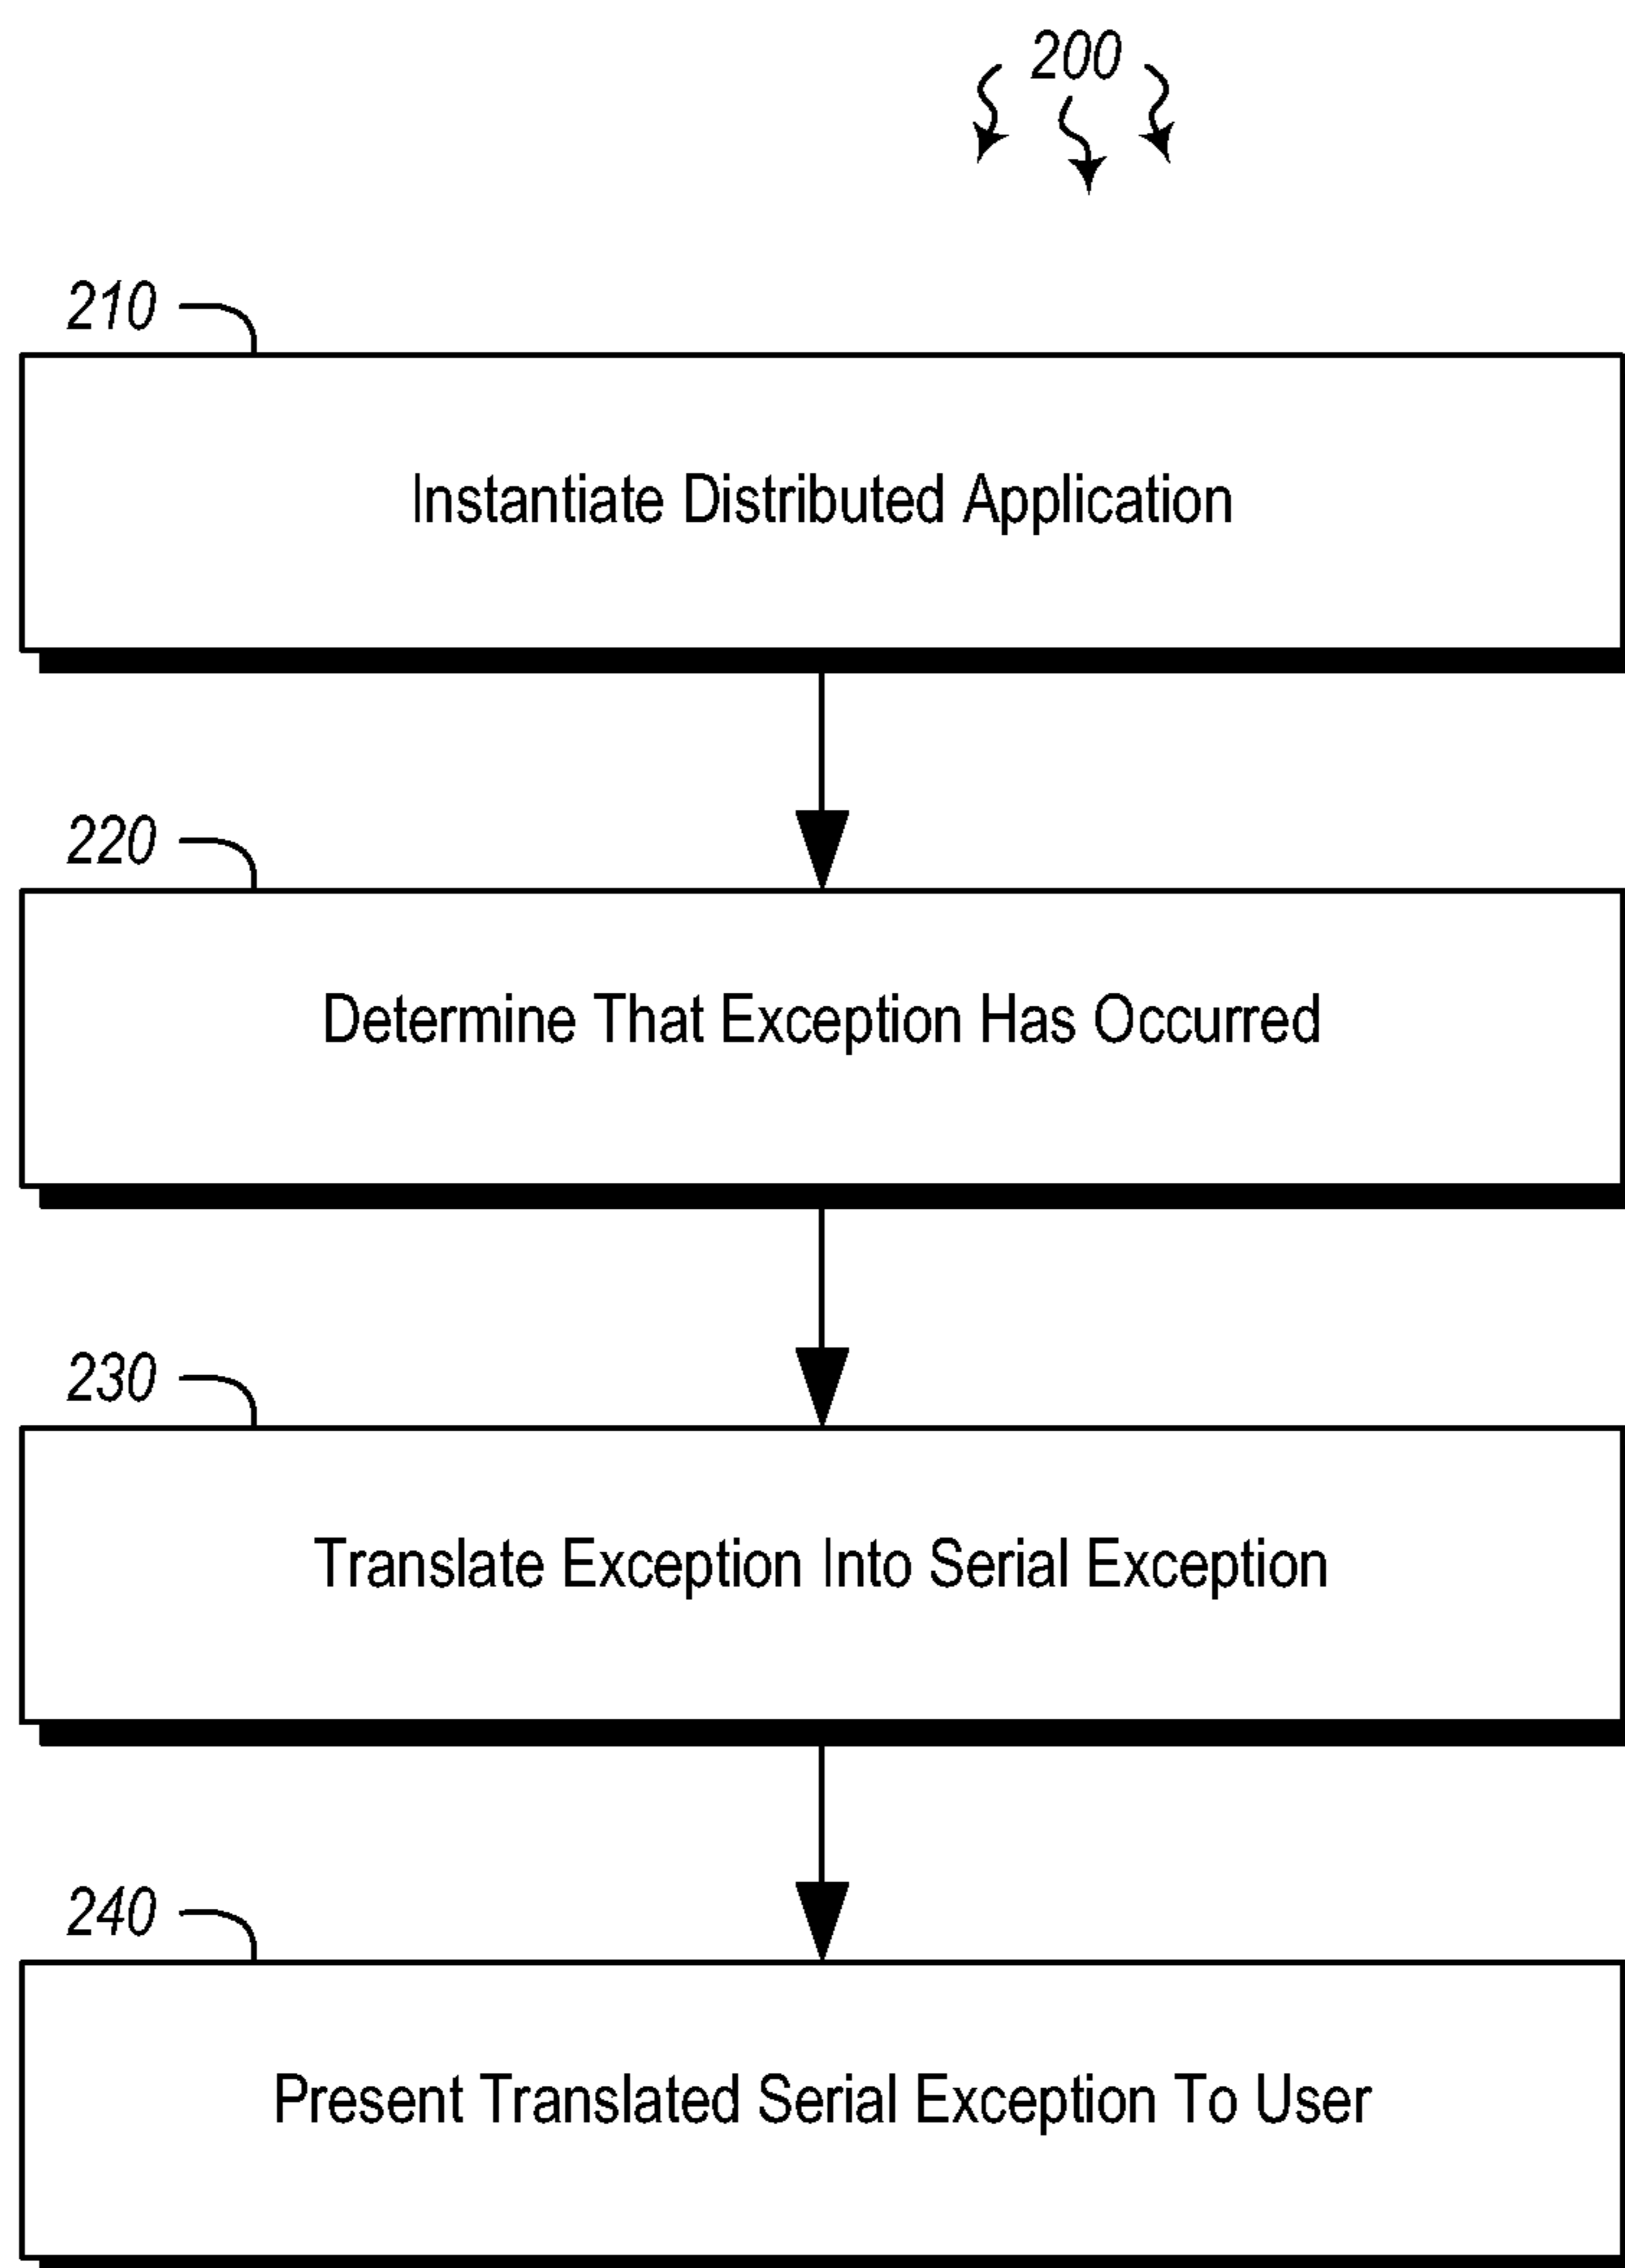 200
210
Instantiate Distributed Application
220
Determine That Exception Has Occurred
230
Translate Exception Into Serial Exception
240
Present Translated Serial Exception To User